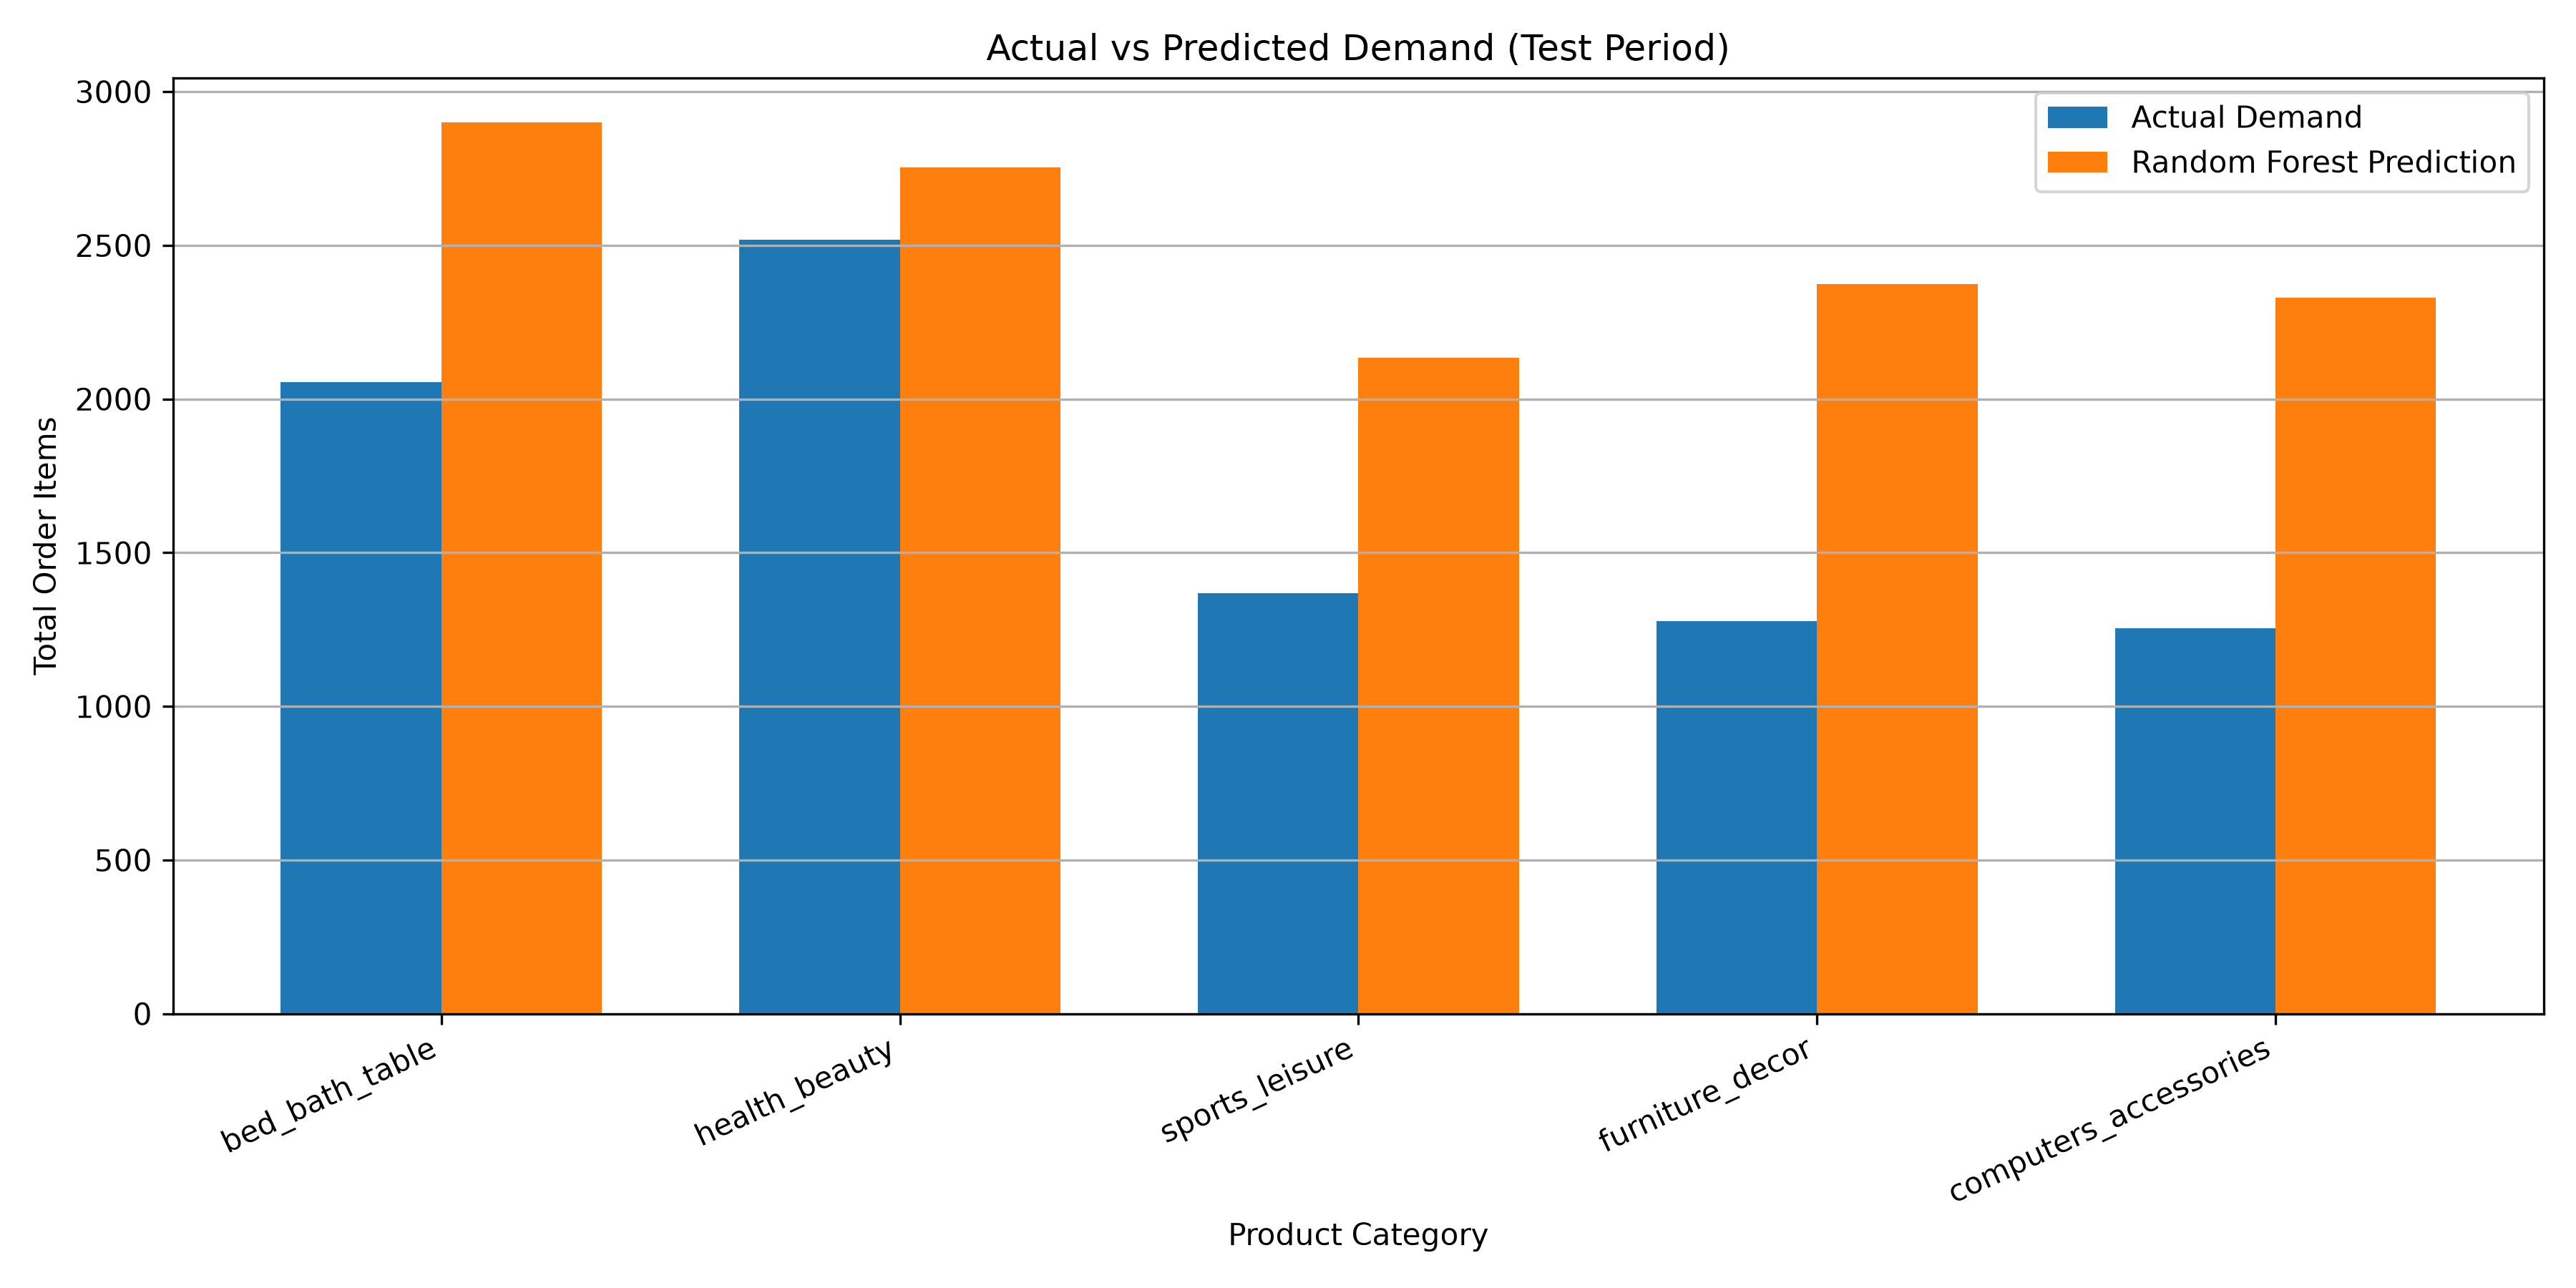 Actual vs Predicted Demand (Test Period)
Actual Demand
Random Forest Prediction
Total Order Items
3000
2500
2000
1500
1000
500
0
bed_bath_table
health_beauty
sports_leisure
furniture_decor
computers_accessories
Product Category